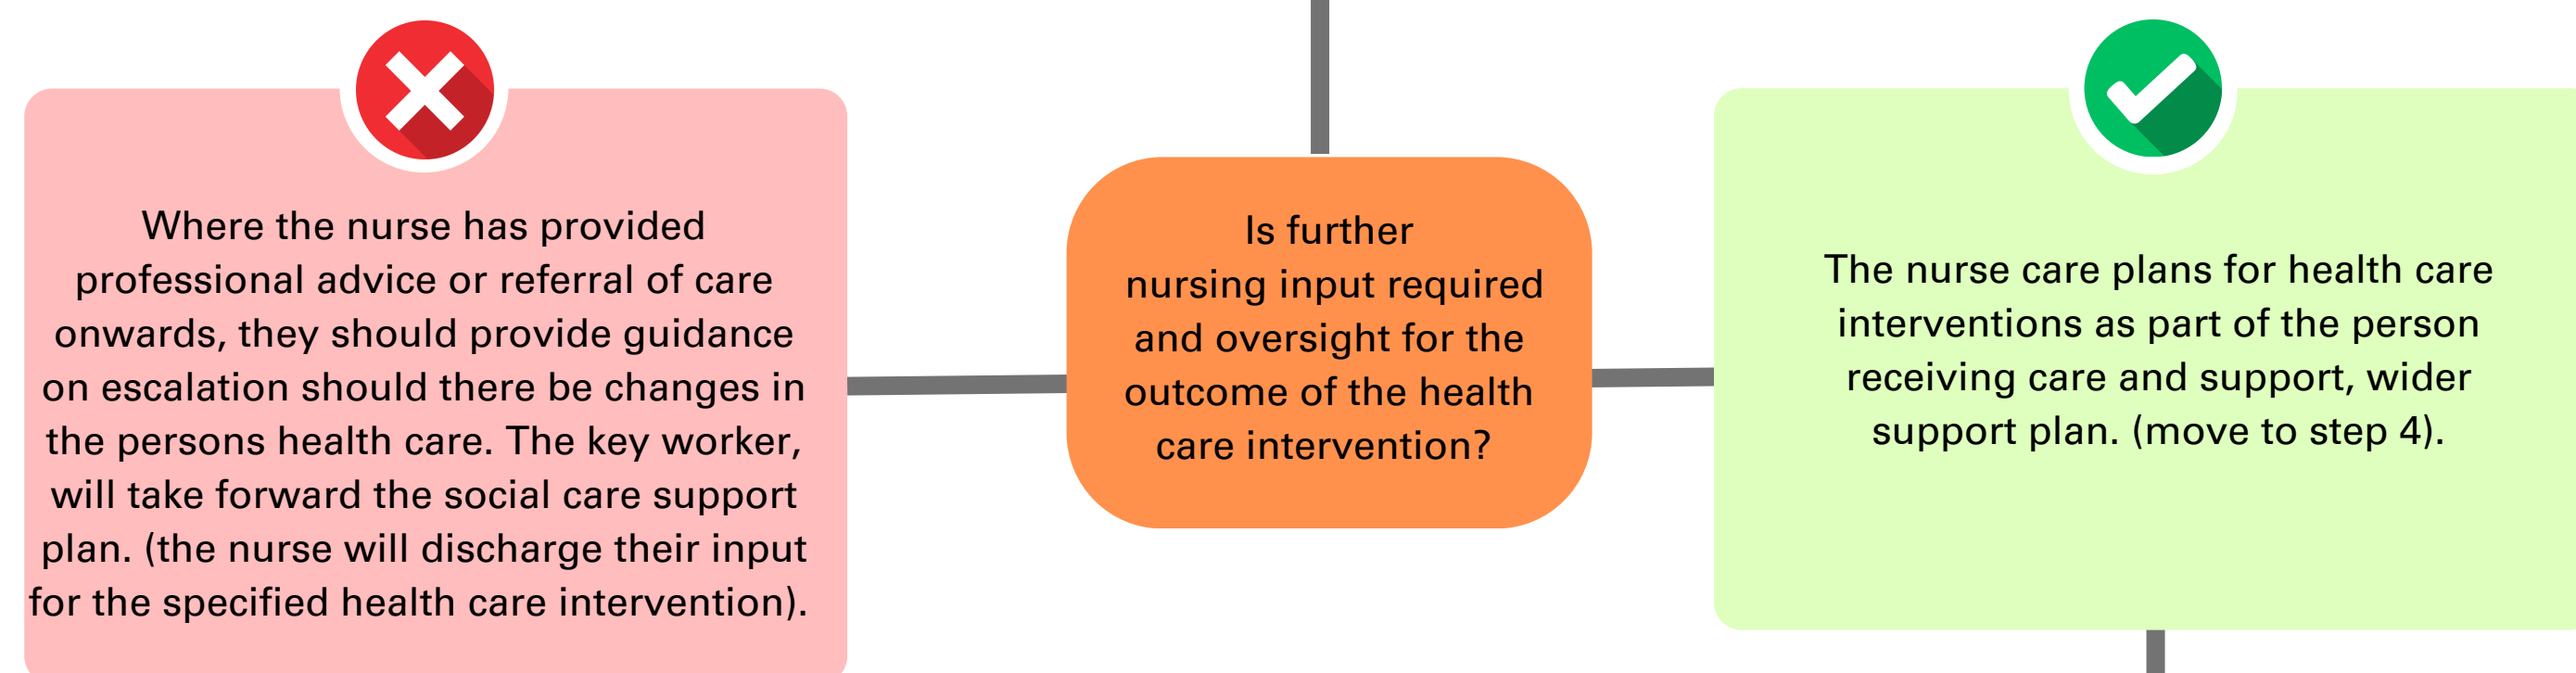 Where the nurse has provided
professional advice or referral of care
onwards, they should provide guidance
on escalation should there be changes in
the persons health care. The key worker,
will take forward the social care support
plan. (the nurse will discharge their input
for the specified health care intervention).
Is further
nursing input required
and oversight for the
outcome of the health
care intervention?
The nurse care plans for health care
interventions as part of the person
receiving care and support, wider
support plan. (move to step 4).